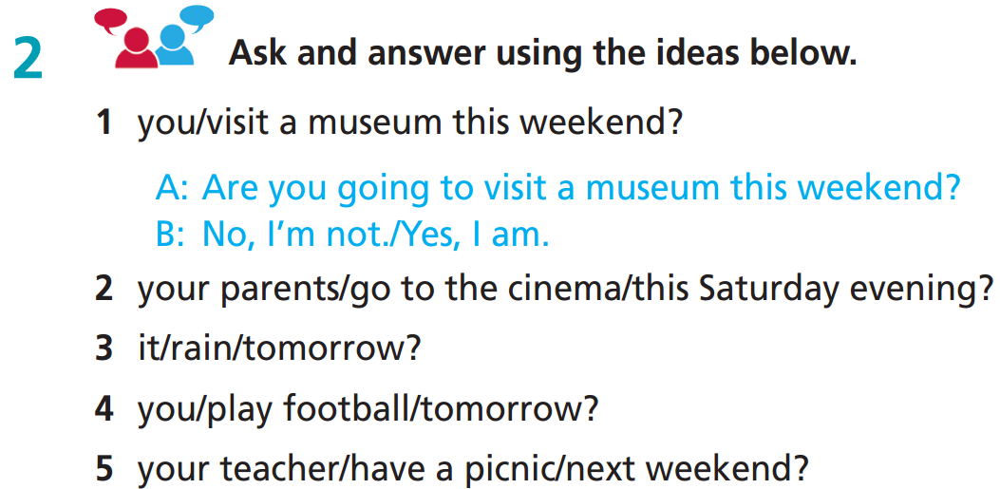 2 Ask and answer using the ideas below.
1 you/visit a museum this weekend?
A: Are you going to visit a museum this weekend?
B: No, I'm not./Yes, I am.
2 your parents/go to the cinema/this Saturday evening?
3 it/rain/tomorrow?
4 you/play football/tomorrow?
5 your teacher/have a picnic/next weekend?